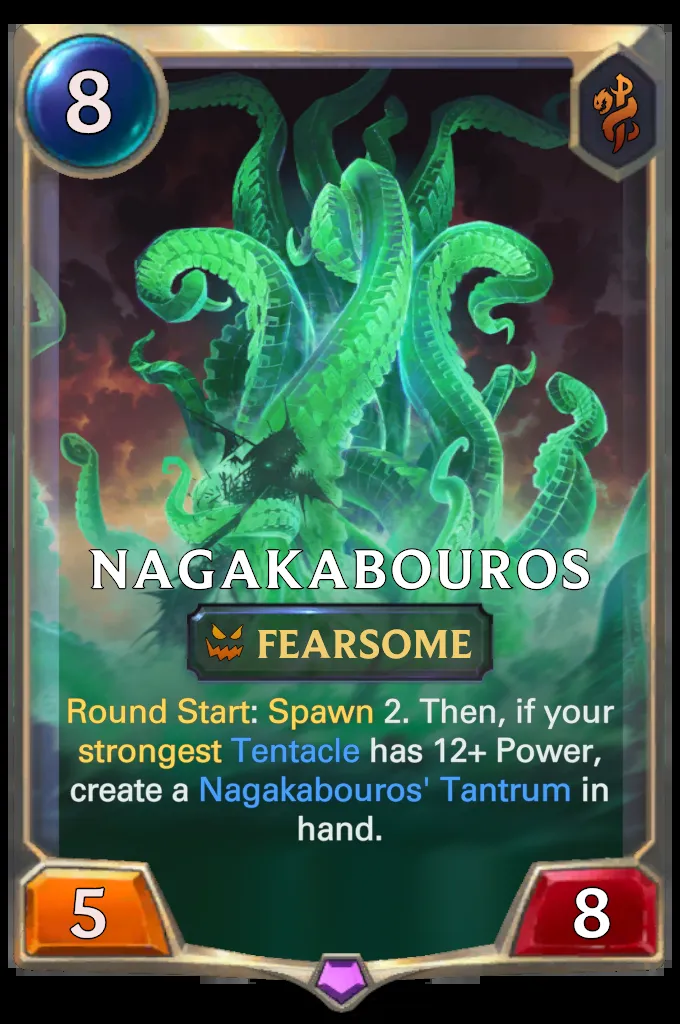 8
NAGAKABOUROS
FEARSOME
Round Start: Spawn 2. Then, if your
strongest Tentacle has 12+ Power,
create a Nagakabouros' Tantrum in
hand.
5
8